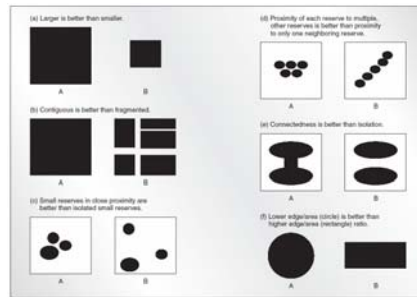 (a) Larger is better than smaller.
A
B
(b) Contiguous is better than fragmented.
A
B
(c) Small reserves in close proximity are
better than isolated small reserves.
A
B
(d) Proximity of each reserve to multiple,
other reserves is better than proximity
to only one neighboring reserve.
A
B
(e) Connectedness is better than isolation.
A
B
(f) Lower edge/area (circle) is better than
higher edge/area (rectangle) ratio.
A
B